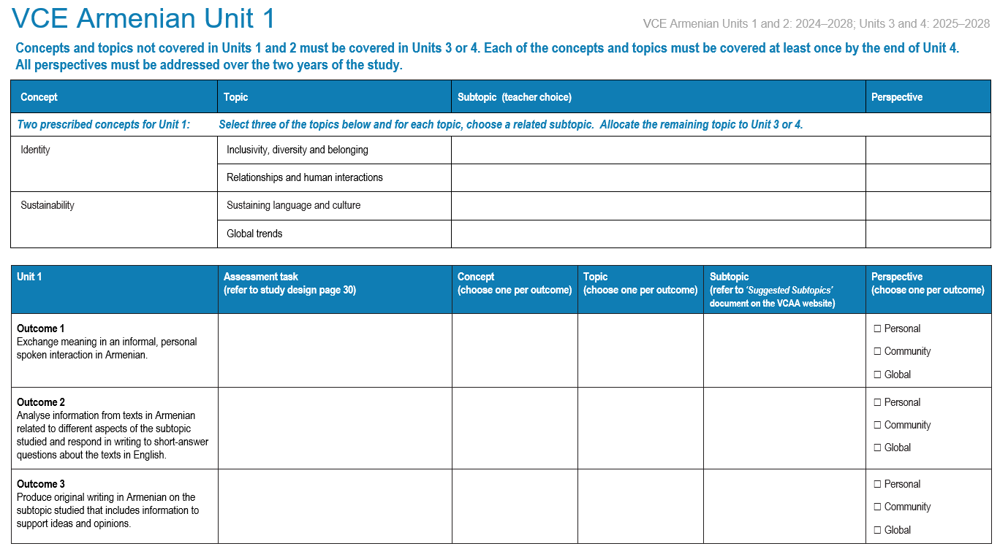 VCE Armenian Unit 1
VCE Armenian Units 1 and 2: 2024–2028; Units 3 and 4: 2025–2028
Concepts and topics not covered in Units 1 and 2 must be covered in Units 3 or 4. Each of the concepts and topics must be covered at least once by the end of Unit 4.
All perspectives must be addressed over the two years of the study.
Concept
Topic
Subtopic (teacher choice)
Perspective
Two prescribed concepts for Unit 1:
Select three of the topics below and for each topic, choose a related subtopic. Allocate the remaining topic to Unit 3 or 4.
Identity
Inclusivity, diversity and belonging
Relationships and human interactions
Sustainability
Sustaining language and culture
Global trends
Unit 1
Assessment task
(refer to study design page 30)
Concept
(choose one per outcome)
Topic
(choose one per outcome)
Subtopic
(refer to ‘Suggested Subtopics’
document on the VCAA website)
Perspective
(choose one per outcome)
Outcome 1
Exchange meaning in an informal, personal
spoken interaction in Armenian.
☐ Personal
☐ Community
☐ Global
Outcome 2
Analyse information from texts in Armenian
related to different aspects of the subtopic
studied and respond in writing to short-answer
questions about the texts in English.
☐ Personal
☐ Community
☐ Global
Outcome 3
Produce original writing in Armenian on the
subtopic studied that includes information to
support ideas and opinions.
☐ Personal
☐ Community
☐ Global